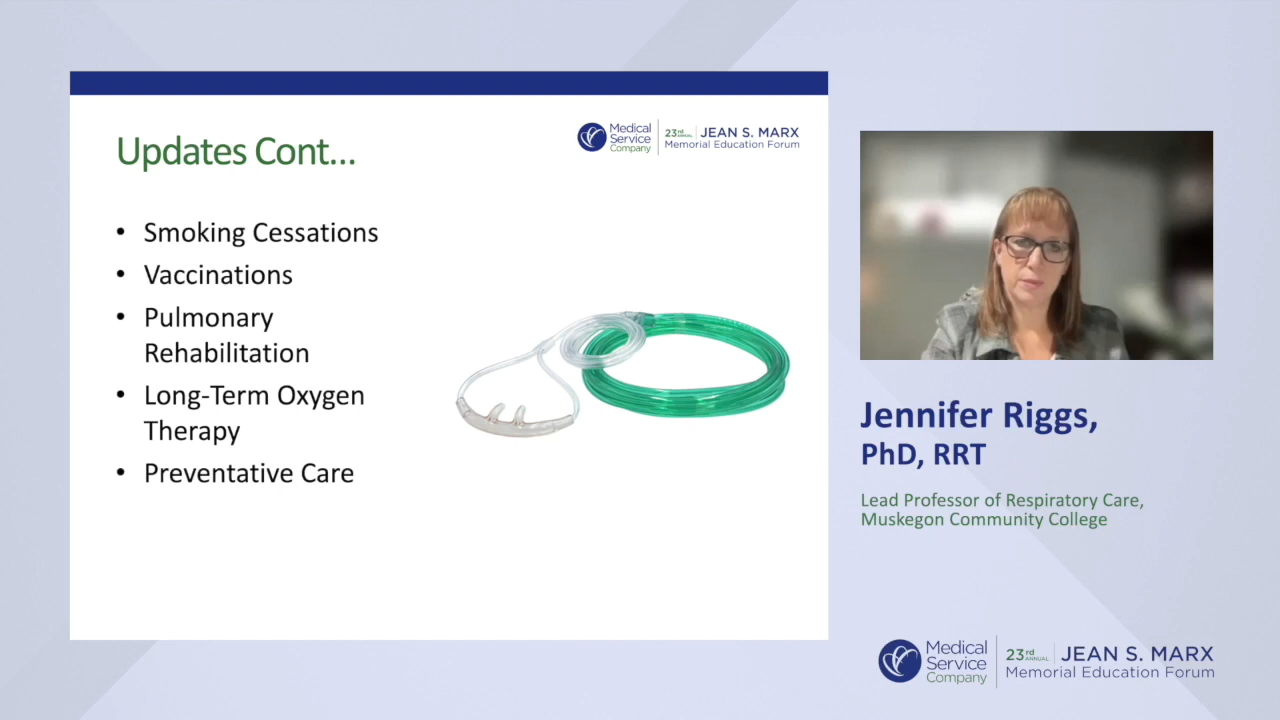 Updates Cont...
Medical
Service
Company
23rd ANNUAL
JEAN S. MARX
Memorial Education Forum
• Smoking Cessations
• Vaccinations
• Pulmonary
Rehabilitation
• Long-Term Oxygen
Therapy
• Preventative Care
Jennifer Riggs,
PhD, RRT
Lead Professor of Respiratory Care,
Muskegon Community College
Medical
Service
Company
23rd ANNUAL
JEAN S. MARX
Memorial Education Forum